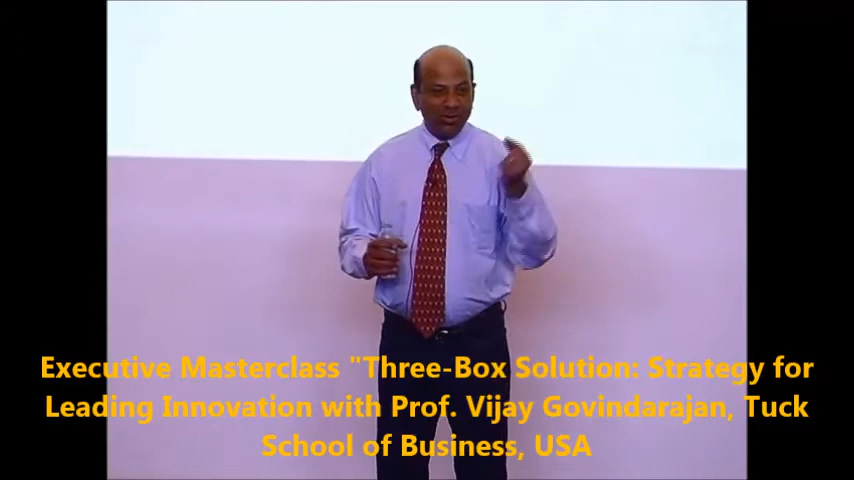 Executive Masterclass "Three-Box Solution: Strategy for
Leading Innovation with Prof. Vijay Govindarajan, Tuck
School of Business, USA